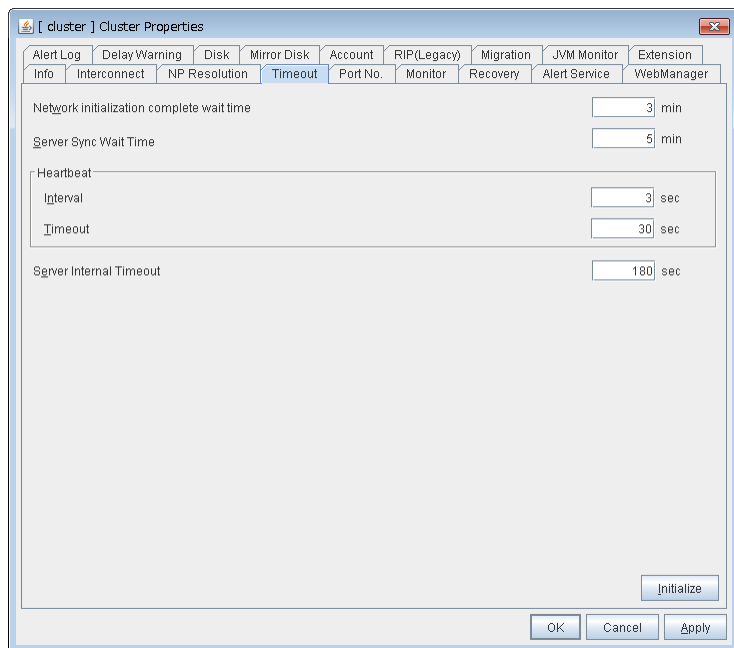 [ cluster ] Cluster Properties
Alert Log Delay Warning Disk Mirror Disk Account RIP(Legacy) Migration JVM Monitor Extension
Info Interconnect NP Resolution Timeout Port No. Monitor Recovery Alert Service WebManager
Network initialization complete wait time 3 min
Server Sync Wait Time 5 min
Heartbeat
Interval 3 sec
Timeout 30 sec
Server Internal Timeout 180 sec
Initialize
OK Cancel Apply